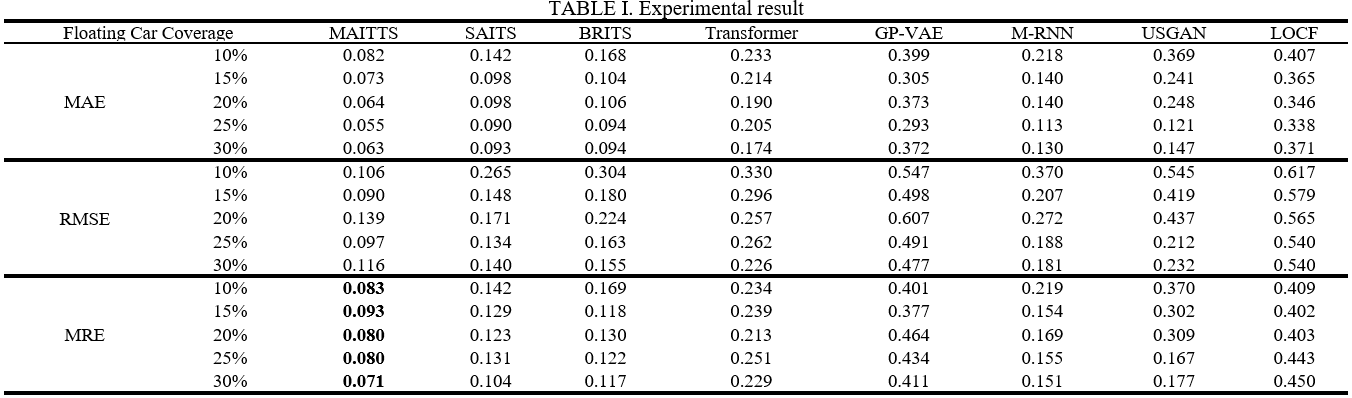 TABLE I. Experimental result
Floating Car Coverage MAITTS SAITS BRITS Transformer GP-VAE M-RNN USGAN LOCF
10% 0.082 0.142 0.168 0.233 0.399 0.218 0.369 0.407
15% 0.073 0.098 0.104 0.214 0.305 0.140 0.241 0.365
MAE 20% 0.064 0.098 0.106 0.190 0.373 0.140 0.248 0.346
25% 0.055 0.090 0.094 0.205 0.293 0.113 0.121 0.338
30% 0.063 0.093 0.094 0.174 0.372 0.130 0.147 0.371
10% 0.106 0.265 0.304 0.330 0.547 0.370 0.545 0.617
15% 0.090 0.148 0.180 0.296 0.498 0.207 0.419 0.579
RMSE 20% 0.139 0.171 0.224 0.257 0.607 0.272 0.437 0.565
25% 0.097 0.134 0.163 0.262 0.491 0.188 0.212 0.540
30% 0.116 0.140 0.155 0.226 0.477 0.181 0.232 0.540
10% 0.083 0.142 0.169 0.234 0.401 0.219 0.370 0.409
15% 0.093 0.129 0.118 0.239 0.377 0.154 0.302 0.402
MRE 20% 0.080 0.123 0.130 0.213 0.464 0.169 0.309 0.403
25% 0.080 0.131 0.122 0.251 0.434 0.155 0.167 0.443
30% 0.071 0.104 0.117 0.229 0.411 0.151 0.177 0.450